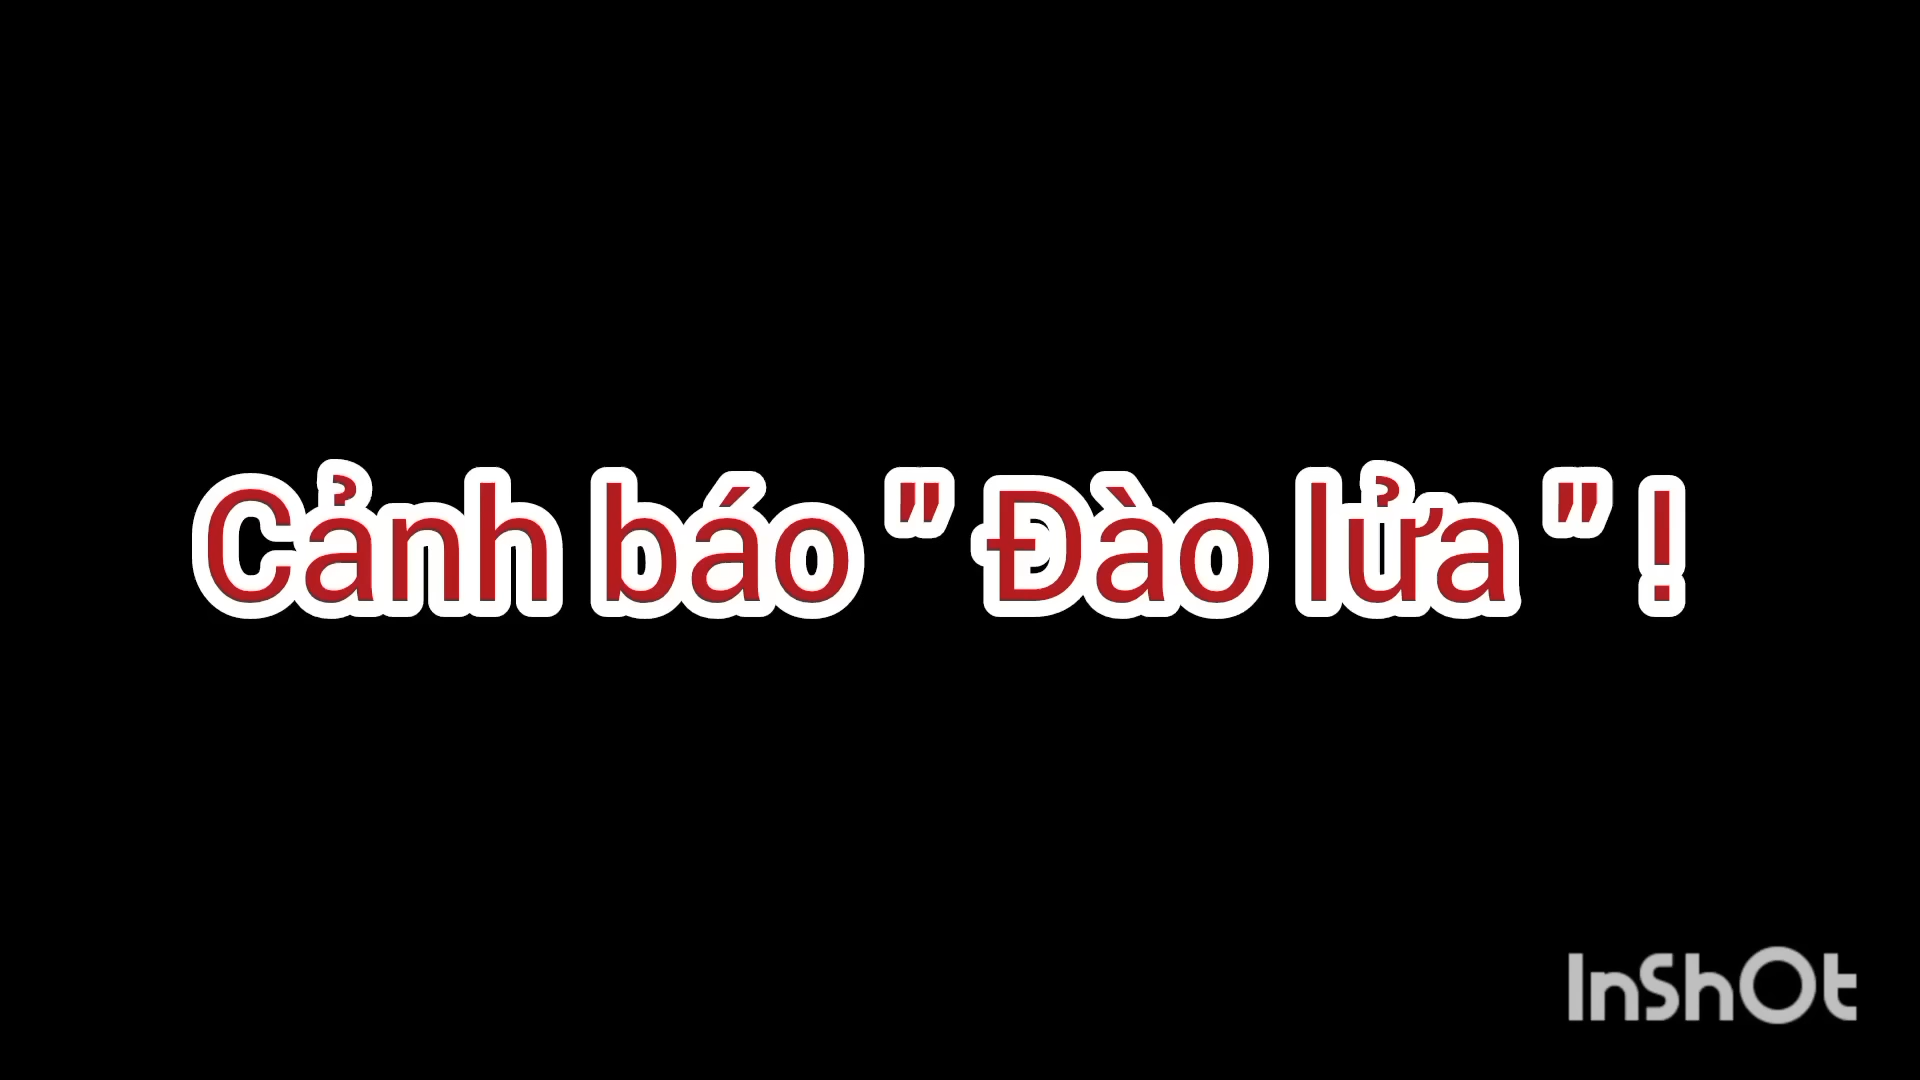 Cảnh báo " Đào lửa " !
InShOt